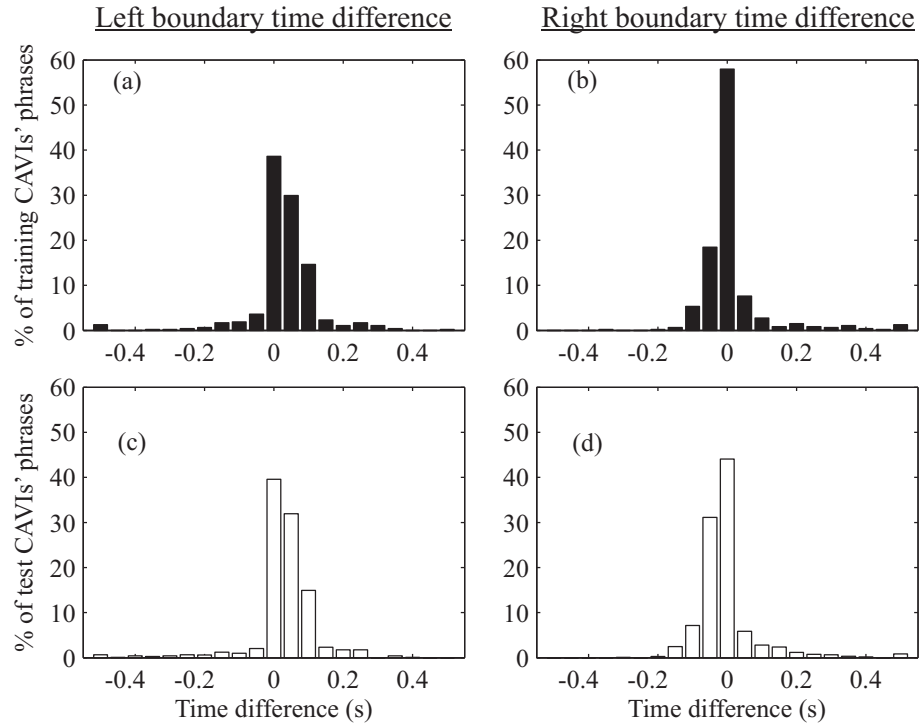 Left boundary time difference
Right boundary time difference
% of training CAVIs' phrases
60
50
40
30
20
10
0
(a)
-0.4 -0.2 0 0.2 0.4
60
50
40
30
20
10
0
(b)
-0.4 -0.2 0 0.2 0.4
% of test CAVIs' phrases
60
50
40
30
20
10
0
(c)
-0.4 -0.2 0 0.2 0.4
Time difference (s)
60
50
40
30
20
10
0
(d)
-0.4 -0.2 0 0.2 0.4
Time difference (s)